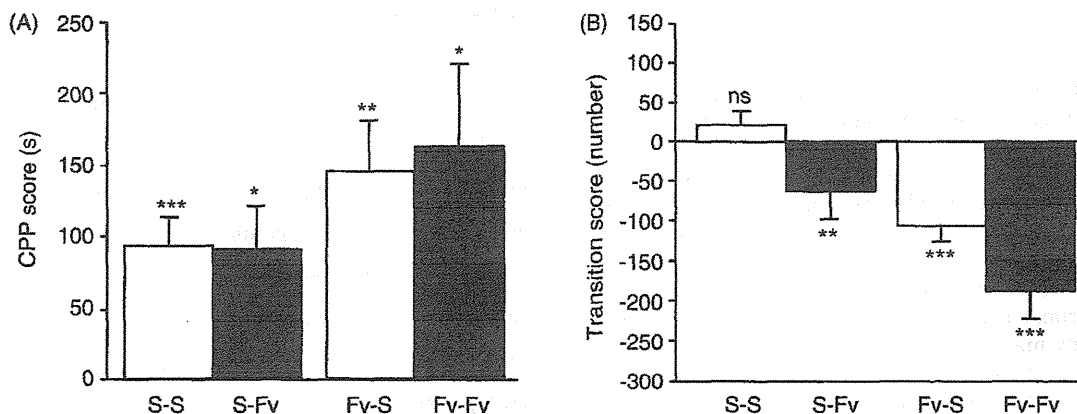 (A)
CPP score (s)
250
200
150
100
50
0
***
*
**
*
S-S
S-Fv
Fv-S
Fv-Fv
(B)
Transition score (number)
150
100
50
0
-50
-100
-150
-200
-250
-300
ns
**
***
***
S-S
S-Fv
Fv-S
Fv-Fv